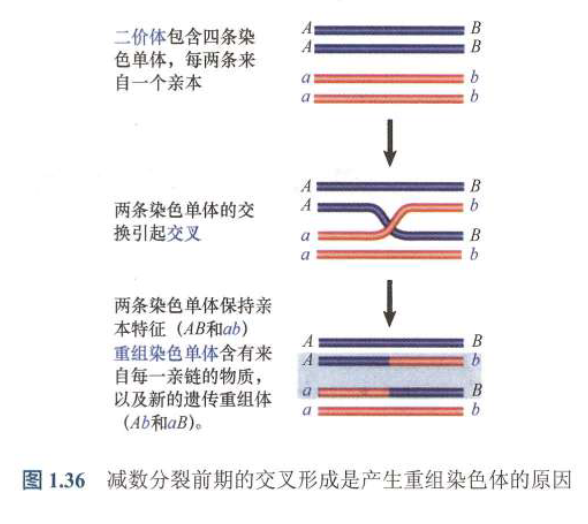 二价体包含四条染
色单体，每两条来
自一个亲本
A B
A B
a b
a b
两条染色单体的交
换引起交叉
A B
A b
a B
a b
两条染色单体保持亲
本特征（AB和ab）
重组染色单体含有来
自每一亲链的物质，
以及新的遗传重组体
（Ab和aB）。
A B
A b
a B
a b
图 1.36 减数分裂前期的交叉形成是产生重组染色体的原因